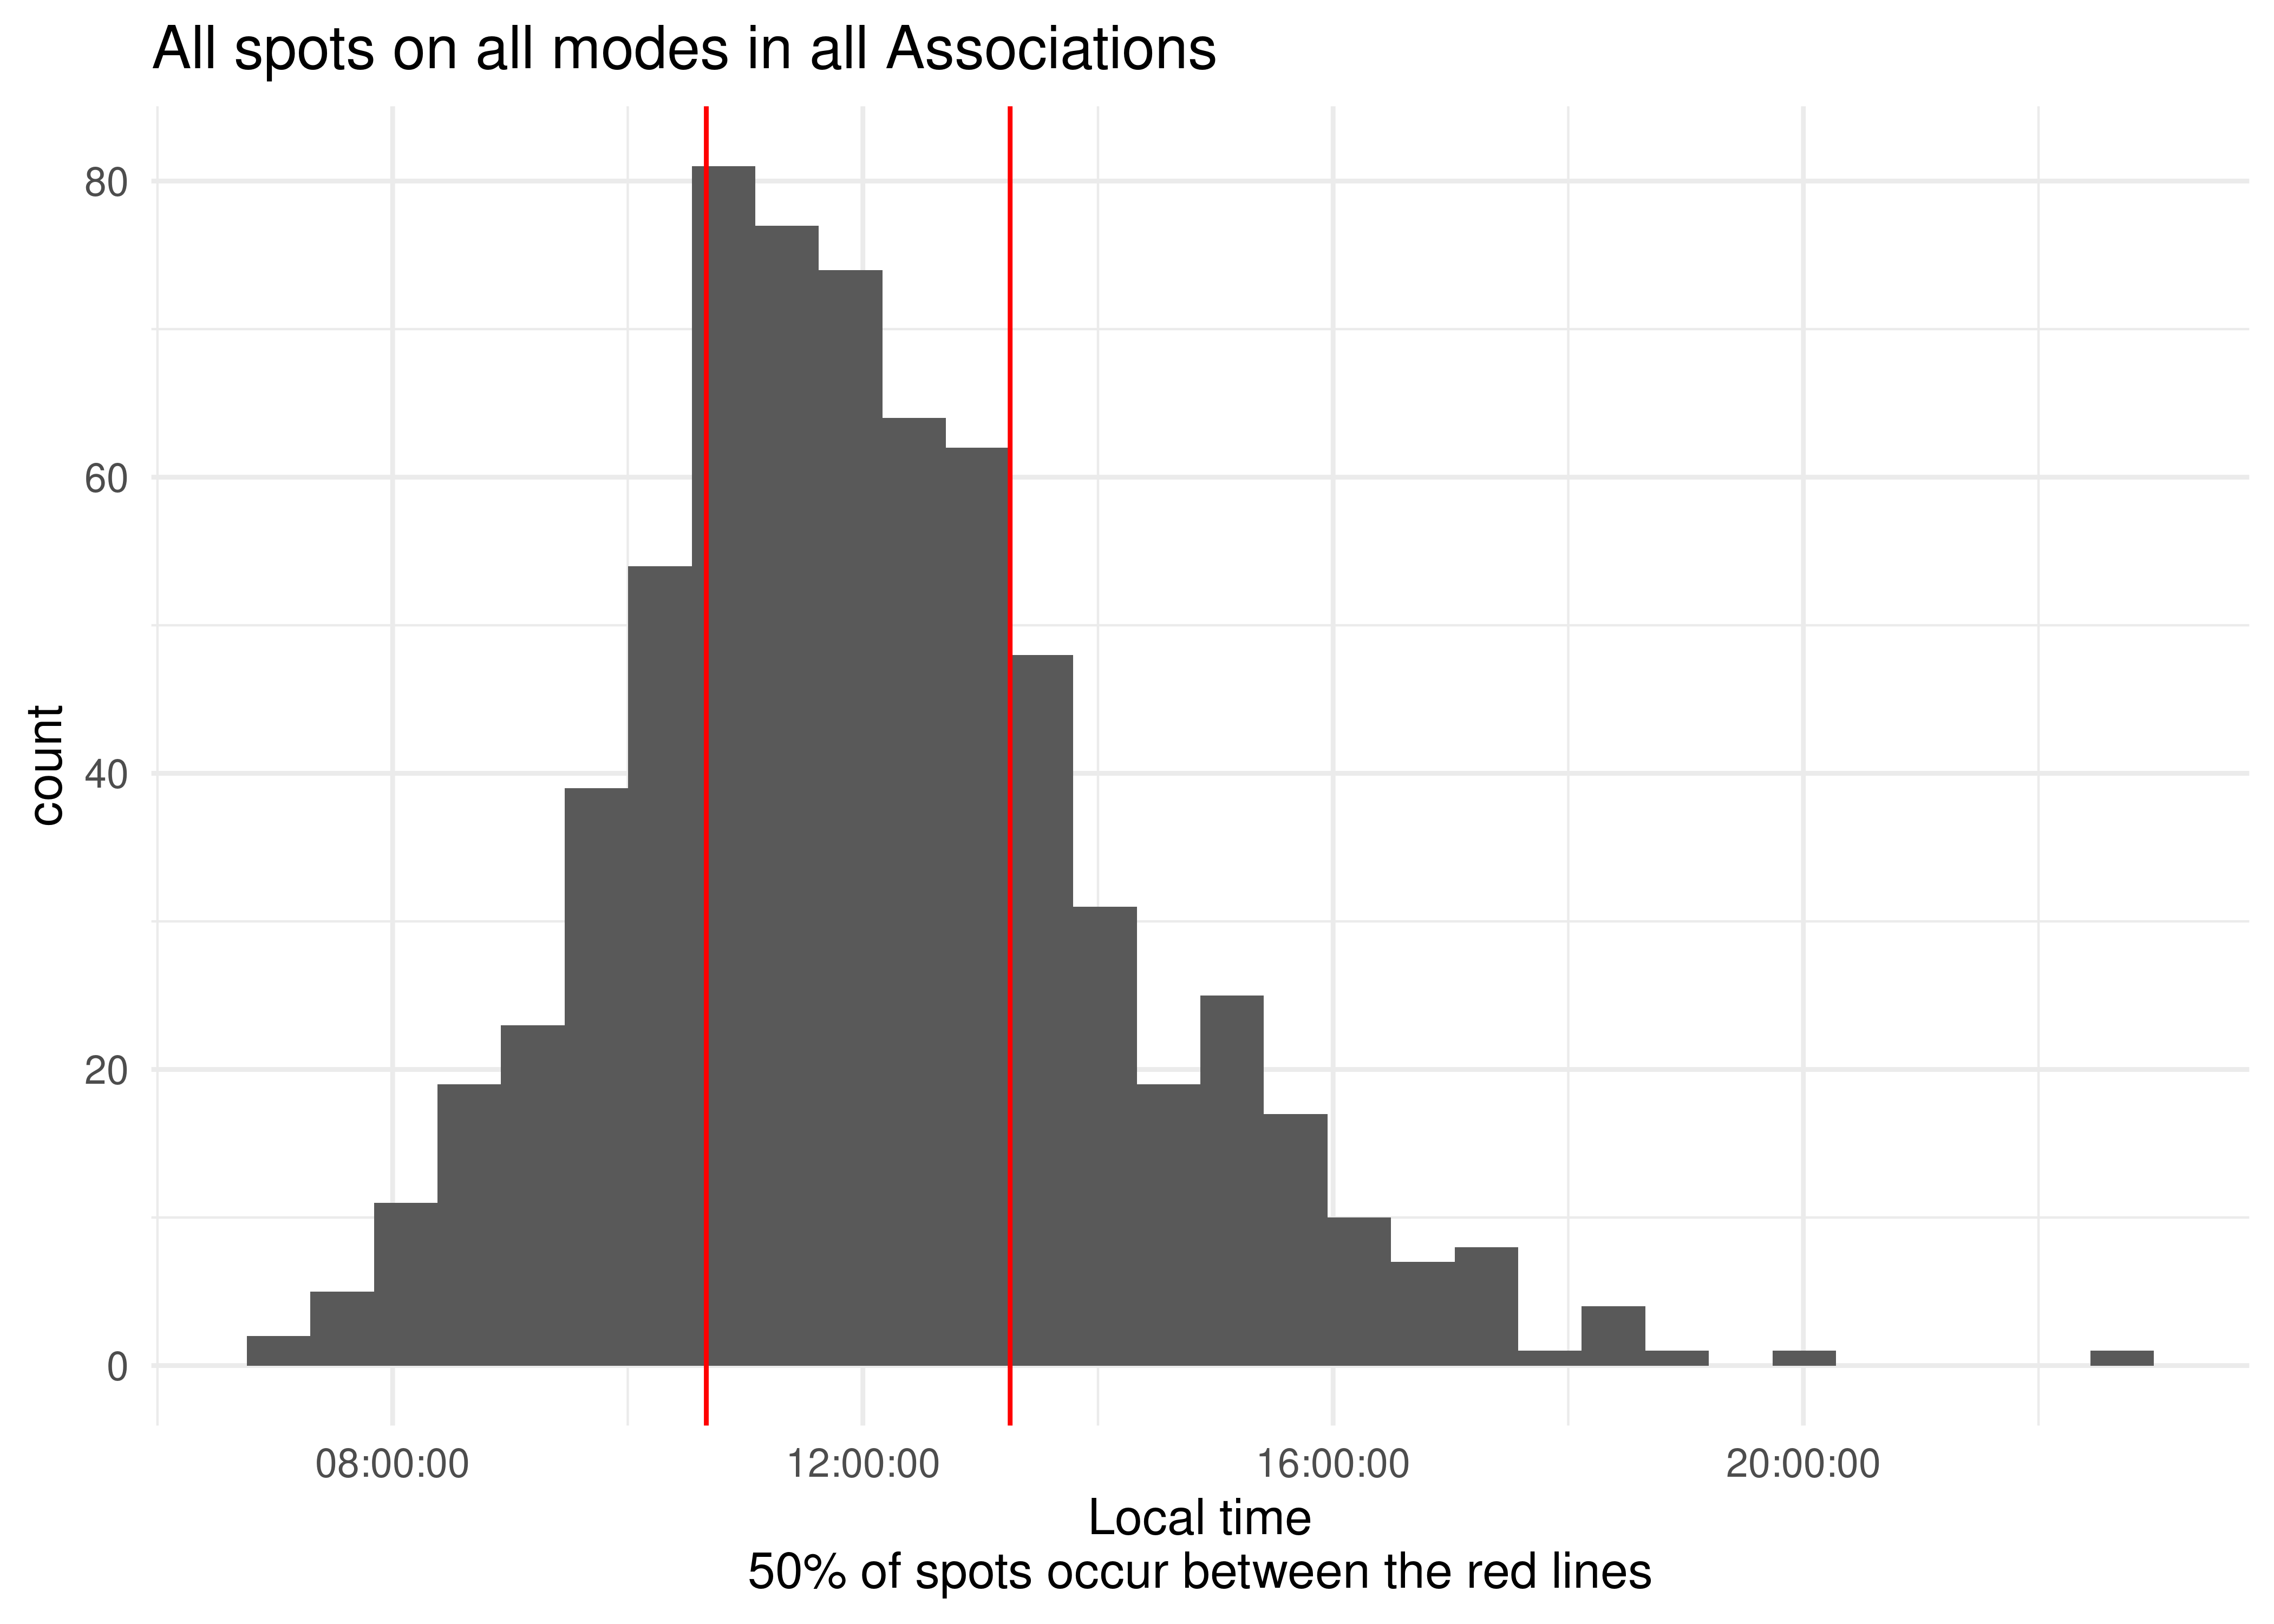 All spots on all modes in all Associations
80
60
40
20
0
count
08:00:00 12:00:00 16:00:00 20:00:00
Local time
50% of spots occur between the red lines